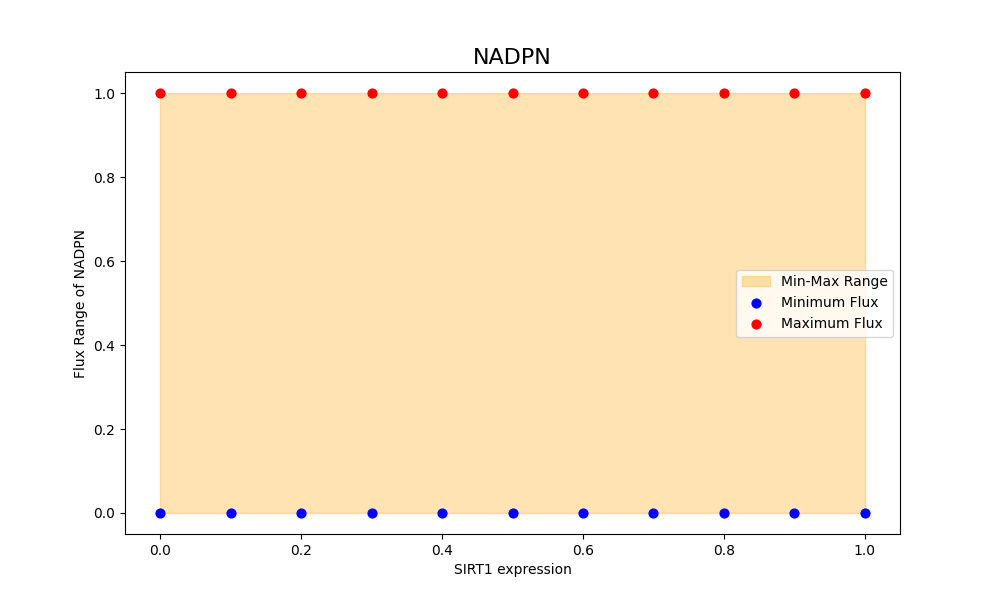 NADPN
Flux Range of NADPN
1.0
0.8
0.6
0.4
0.2
0.0
Min-Max Range
Minimum Flux
Maximum Flux
0.0 0.2 0.4 0.6 0.8 1.0
SIRT1 expression